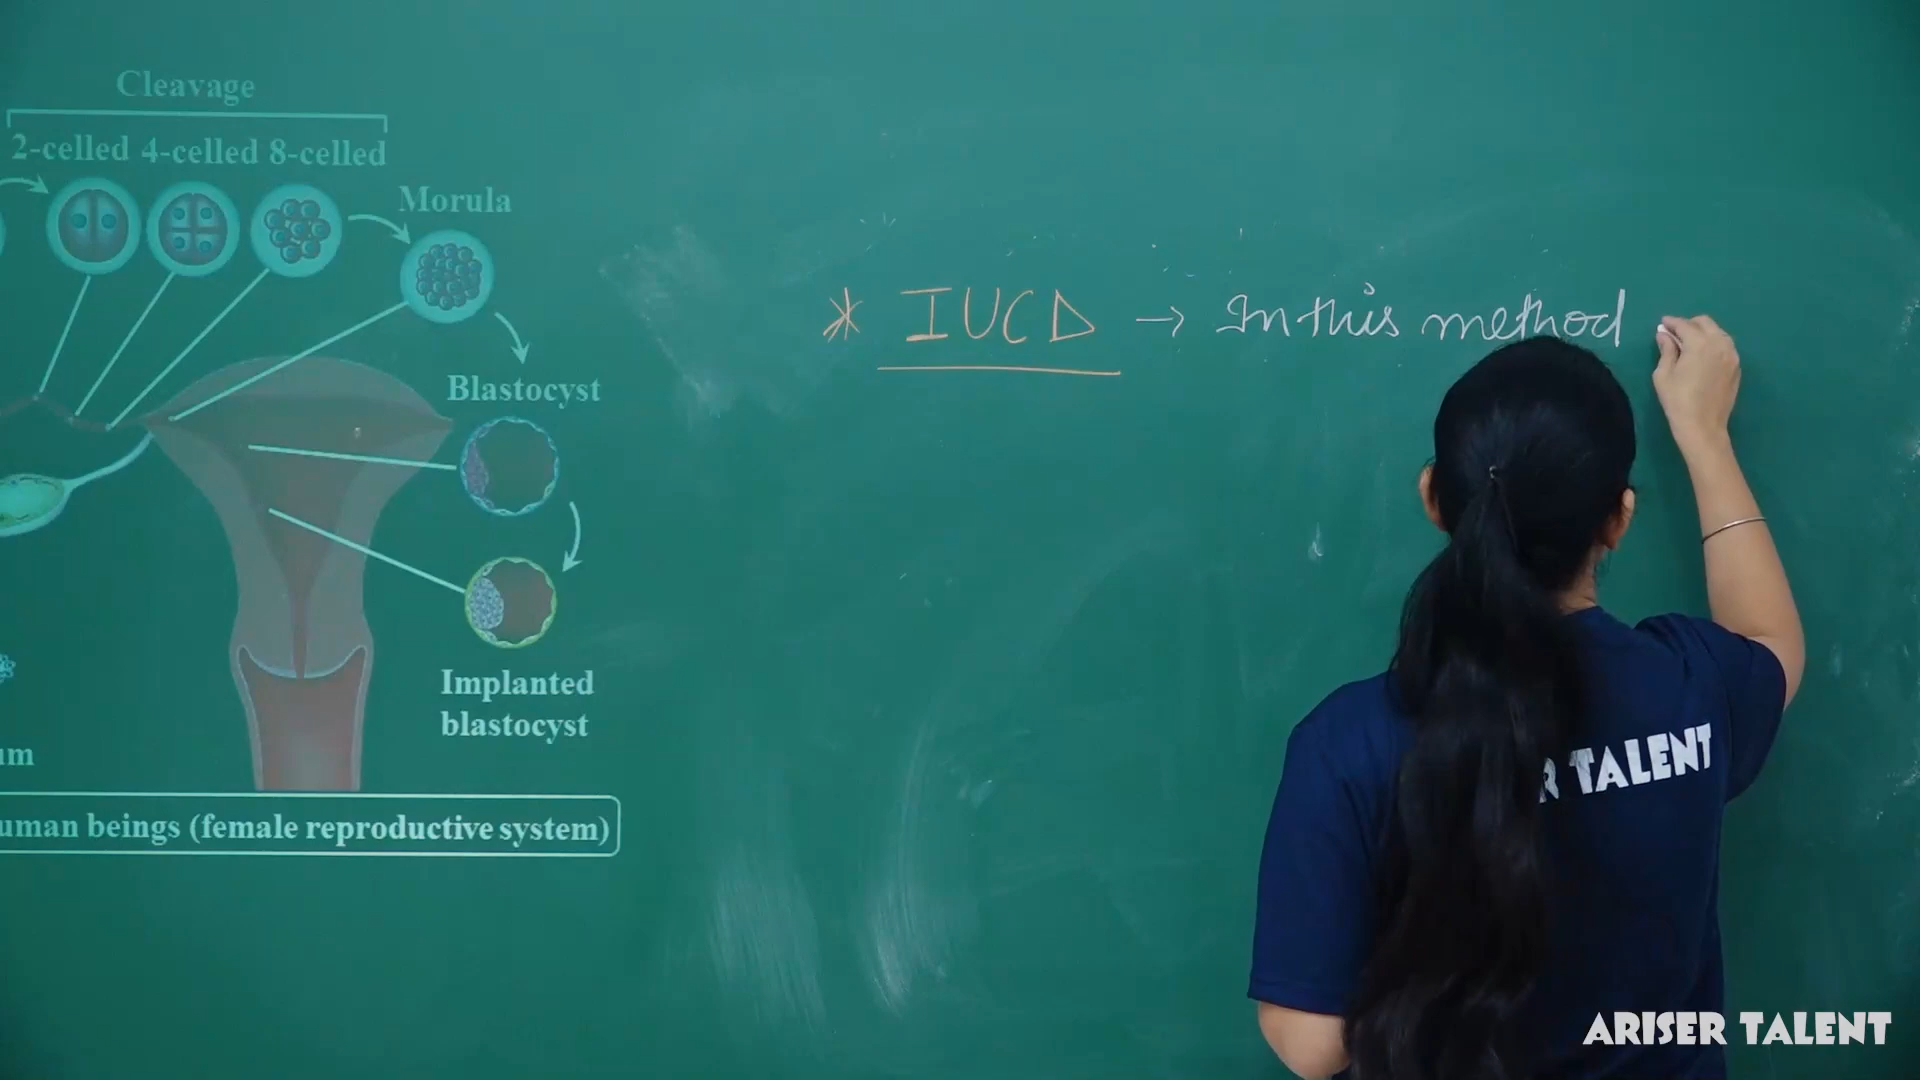 Cleavage
2-celled 4-celled 8-celled
Morula
Blastocyst
Implanted
blastocyst
um
uman beings (female reproductive system)
* IUCD → In this method
R TALENT
ARISER TALENT